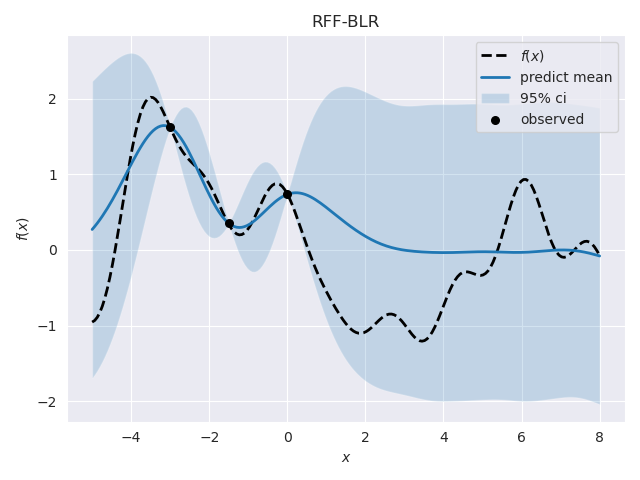 RFF-BLR
f(x)
predict mean
95% ci
observed
f(x)
2
1
0
−1
−2
−4
−2
0
2
4
6
8
x